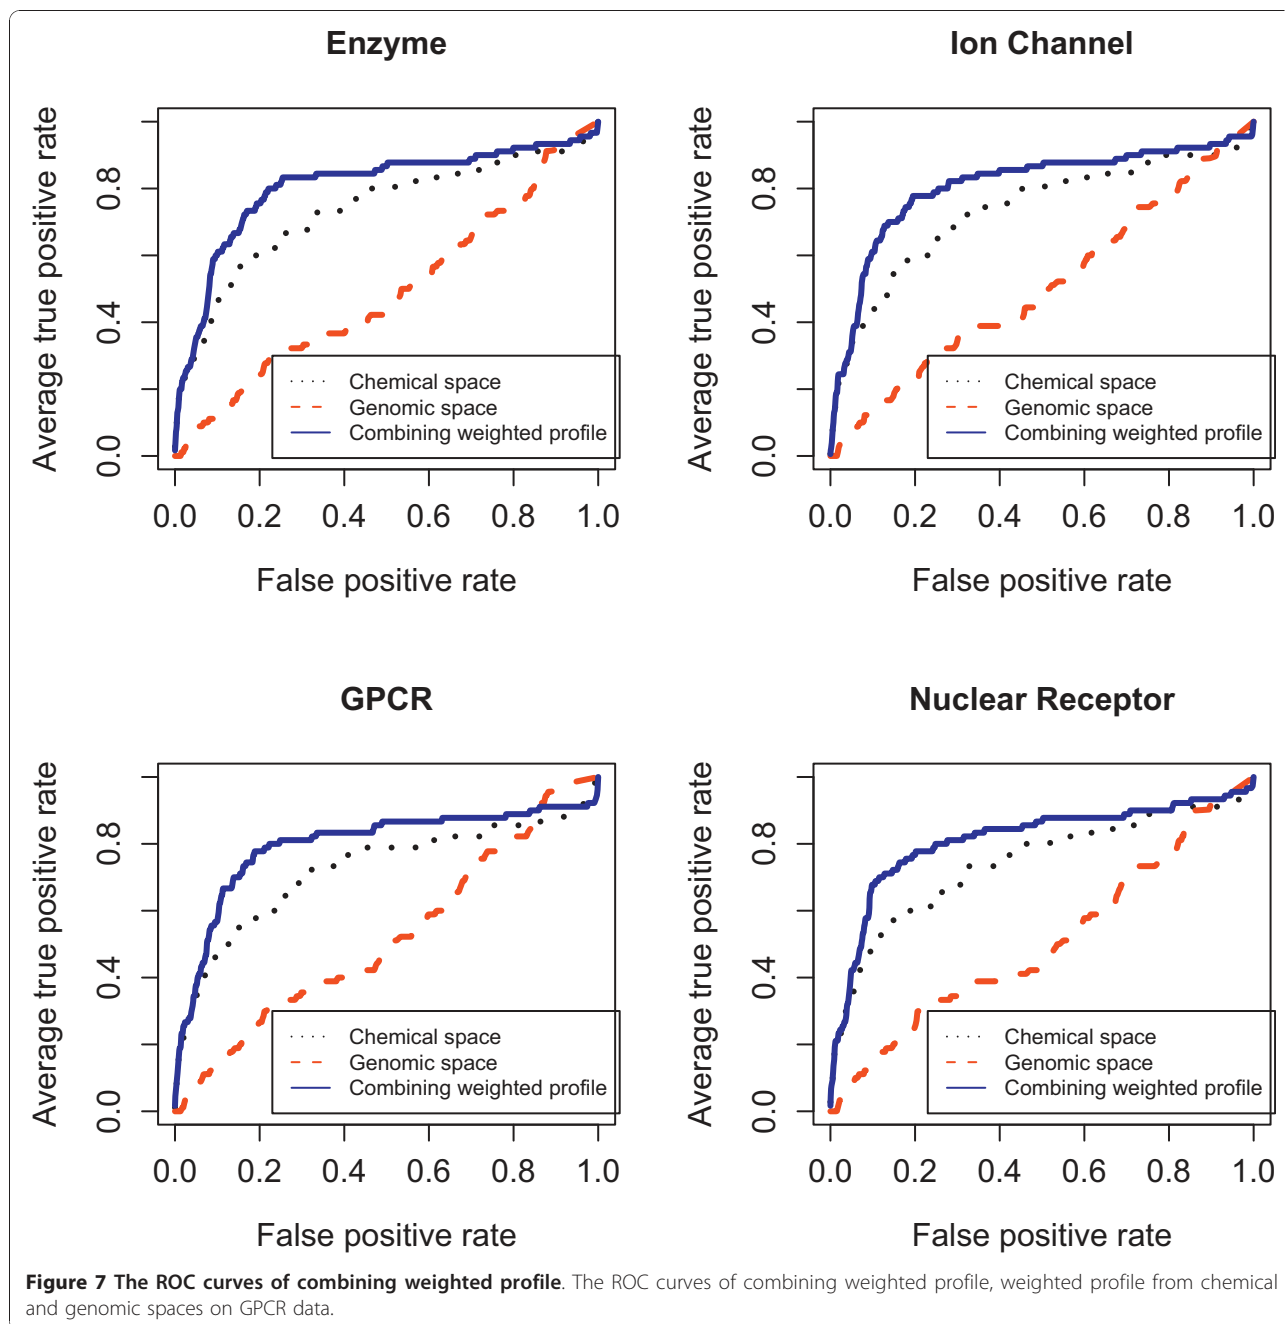 Enzyme
Average true positive rate
0.0 0.4 0.8
Chemical space
Genomic space
Combining weighted profile
0.0 0.2 0.4 0.6 0.8 1.0
False positive rate
Ion Channel
Average true positive rate
0.0 0.4 0.8
Chemical space
Genomic space
Combining weighted profile
0.0 0.2 0.4 0.6 0.8 1.0
False positive rate
GPCR
Average true positive rate
0.0 0.4 0.8
Chemical space
Genomic space
Combining weighted profile
0.0 0.2 0.4 0.6 0.8 1.0
False positive rate
Nuclear Receptor
Average true positive rate
0.0 0.4 0.8
Chemical space
Genomic space
Combining weighted profile
0.0 0.2 0.4 0.6 0.8 1.0
False positive rate
Figure 7 The ROC curves of combining weighted profile. The ROC curves of combining weighted profile, weighted profile from chemical
and genomic spaces on GPCR data.